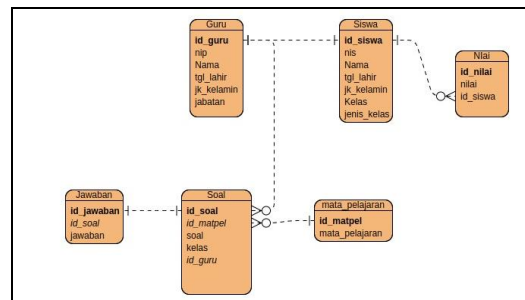 Guru
id_guru
nip
Nama
tgl_lahir
jk_kelamin
jabatan
Siswa
id_siswa
nis
Nama
tgl_lahir
jk_kelamin
Kelas
jenis_kelas
NIai
id_nilai
nilai
id_siswa
Jawaban
id_jawaban
id_soal
jawaban
Soal
id_soal
id_matpel
soal
kelas
id_guru
mata_pelajaran
id_matpel
mata_pelajaran